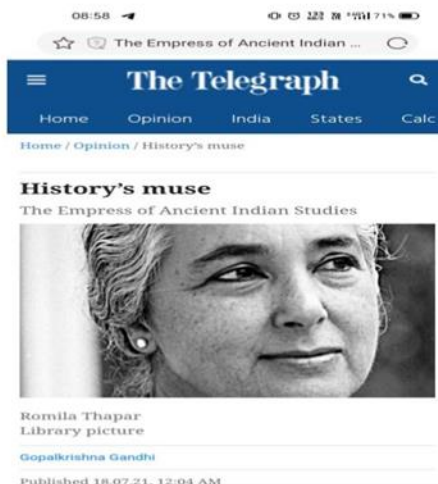 08:58
71%
The Empress of Ancient Indian ...
The Telegraph
Home Opinion India States Calc
Home / Opinion / History's muse
History's muse
The Empress of Ancient Indian Studies
Romila Thapar
Library picture
Gopalkrishna Gandhi
Published 18.07.21, 12:04 AM